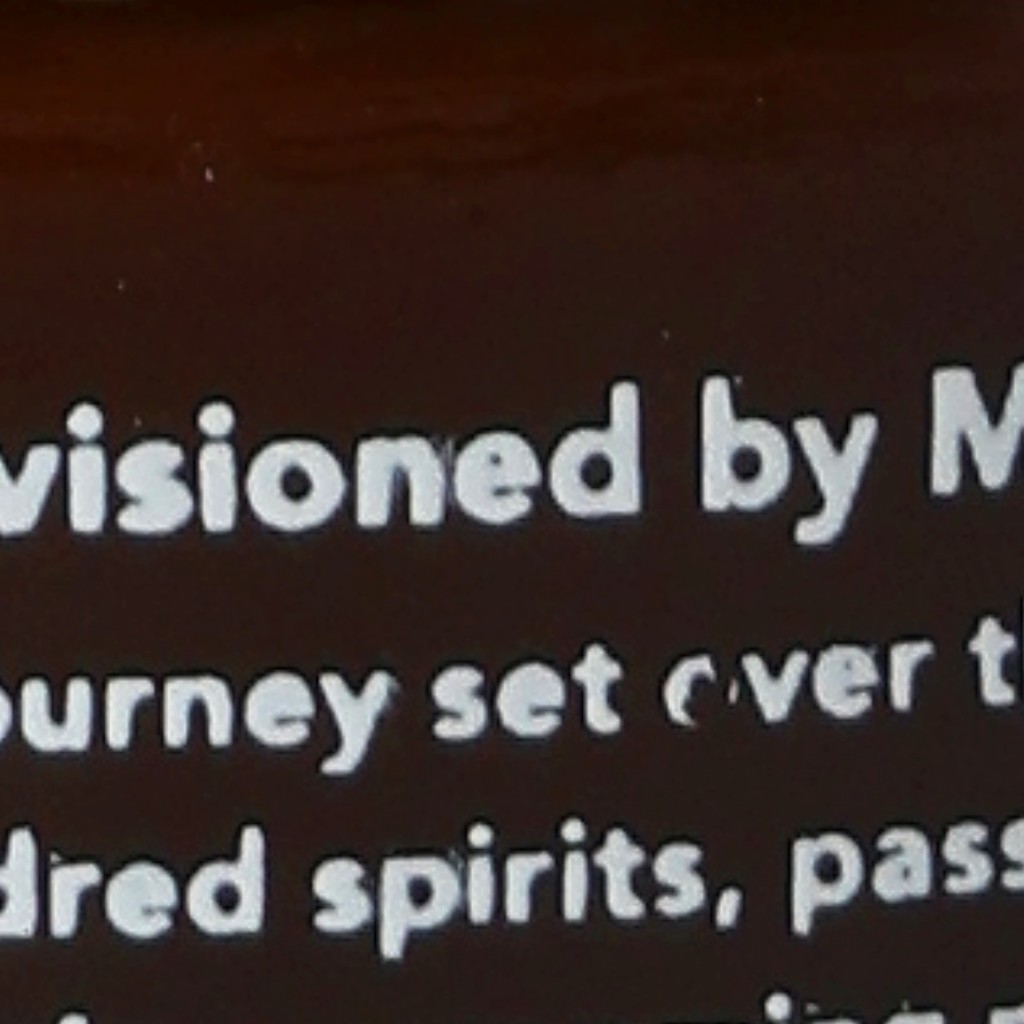 visioned by M
ourney set over t
dred spirits, pass